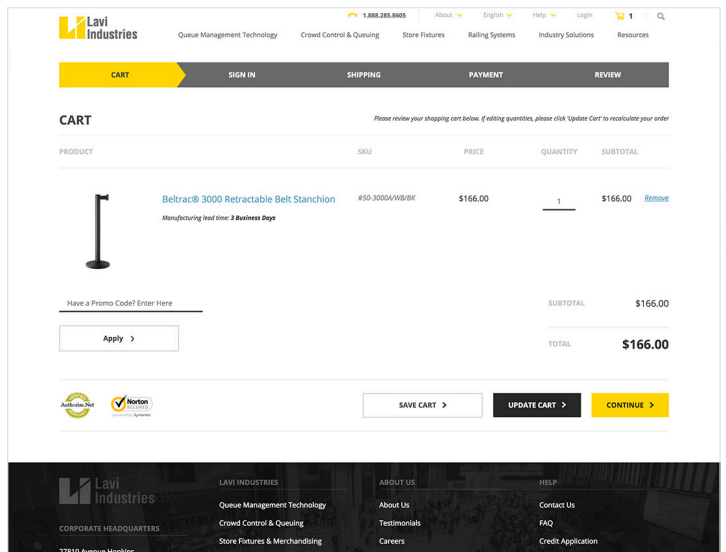 Lavi
Industries
1.888.285.8605 About English Help Login 1
Queue Management Technology Crowd Control & Queuing Store Fixtures Railing Systems Industry Solutions Resources
CART SIGN IN SHIPPING PAYMENT REVIEW
CART
Please review your shopping cart below. If editing quantities, please click 'Update Cart' to recalculate your order
PRODUCT SKU PRICE QUANTITY SUBTOTAL
Beltrac® 3000 Retractable Belt Stanchion #50-3000A/WB/BK $166.00 1 $166.00 Remove
Manufacturing lead time: 3 Business Days
Have a Promo Code? Enter Here
SUBTOTAL $166.00
Apply
TOTAL $166.00
Authorize.Net
Norton
SECURED
powered by Symantec
SAVE CART UPDATE CART CONTINUE
Lavi
Industries
LAVI INDUSTRIES ABOUT US HELP
Queue Management Technology About Us Contact Us
CORPORATE HEADQUARTERS Crowd Control & Queuing Testimonials FAQ
Store Fixtures & Merchandising Careers Credit Application
27810 Avenue Hopkins